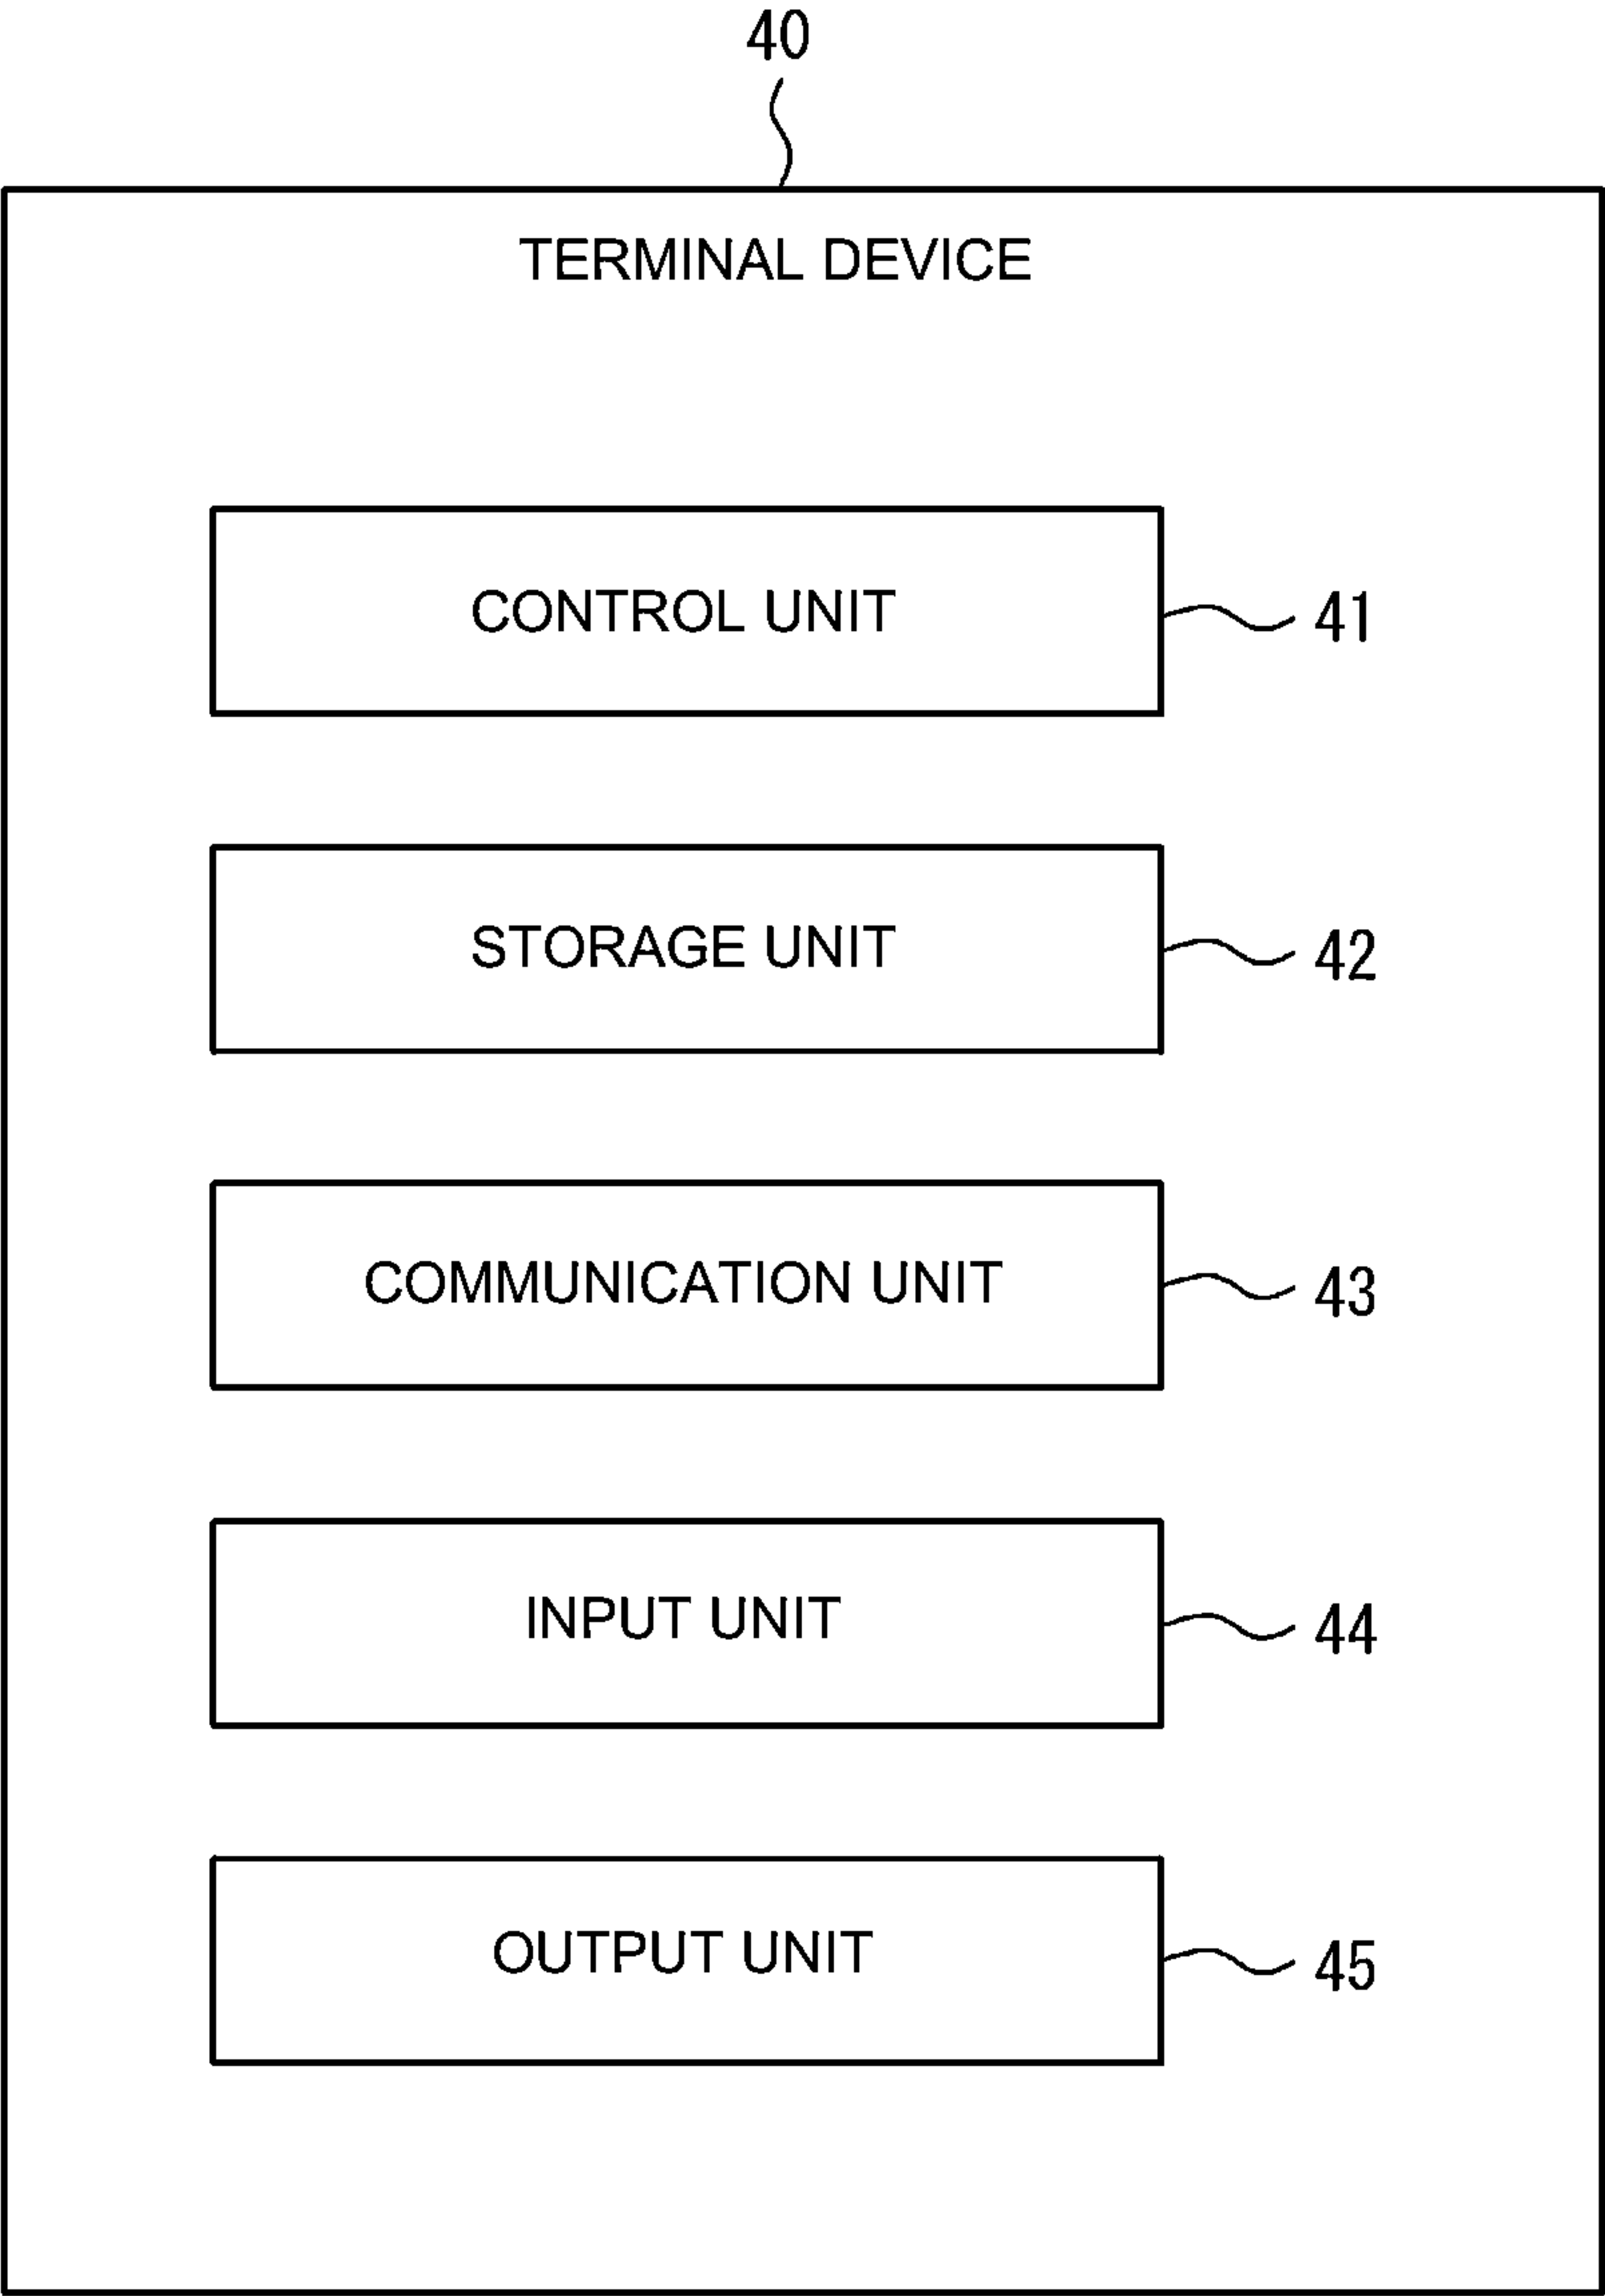 40
TERMINAL DEVICE
CONTROL UNIT 41
STORAGE UNIT 42
COMMUNICATION UNIT 43
INPUT UNIT 44
OUTPUT UNIT 45